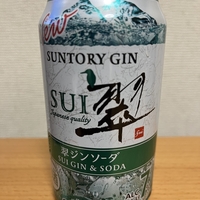 New
SUNTORY GIN
SUI 翠
Japanese quality
翠ジンソーダ
SUI GIN & SODA